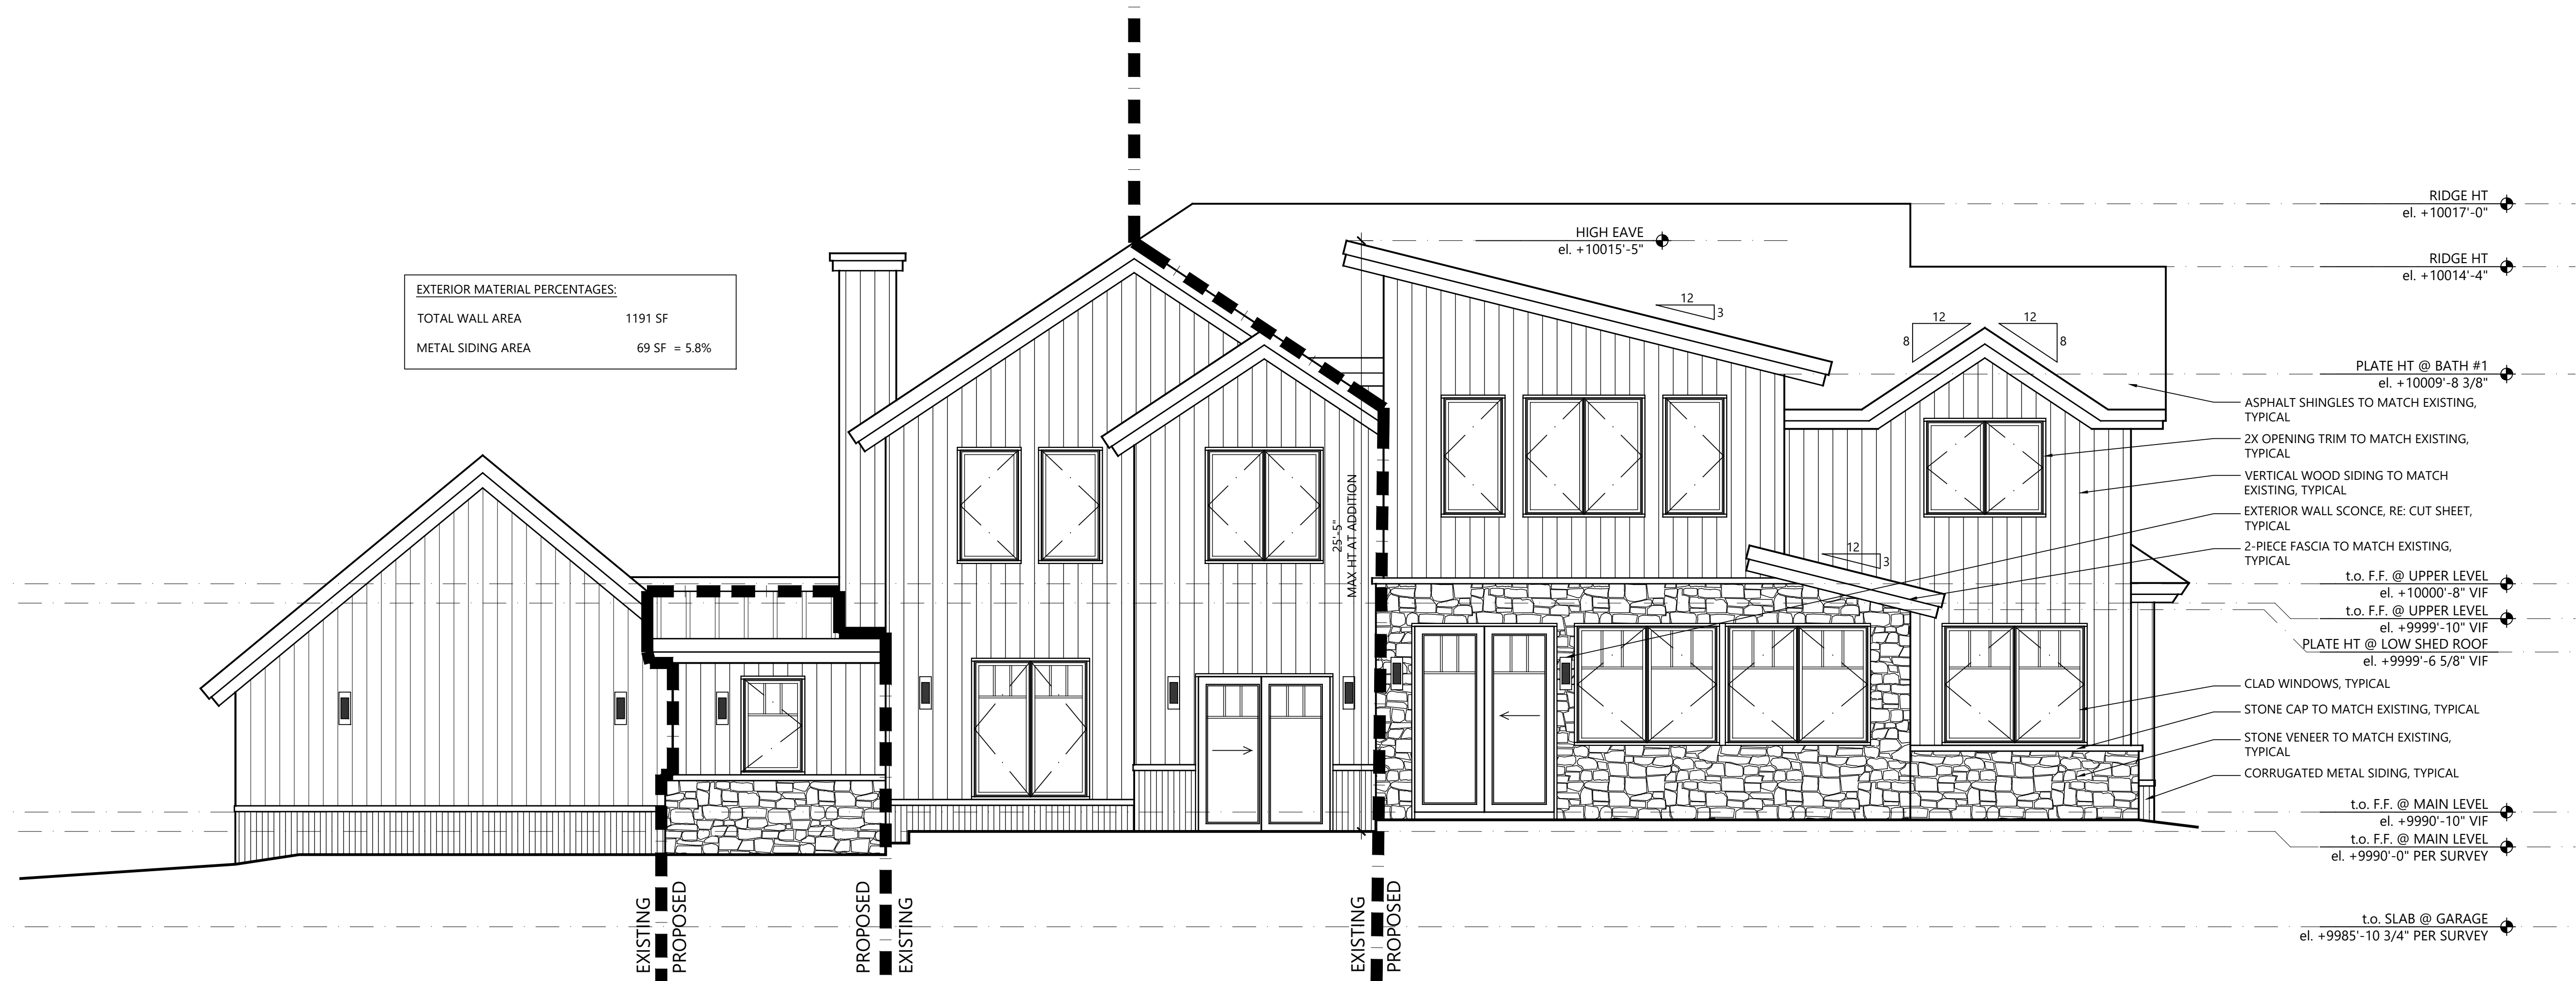 RIDGE HT
el. +10017'-0"
HIGH EAVE
el. +10015'-5"
RIDGE HT
el. +10014'-4"
EXTERIOR MATERIAL PERCENTAGES:
TOTAL WALL AREA 1191 SF
METAL SIDING AREA 69 SF = 5.8%
12
3
12
8
12
8
PLATE HT @ BATH #1
el. +10009'-8 3/8"
ASPHALT SHINGLES TO MATCH EXISTING,
TYPICAL
2X OPENING TRIM TO MATCH EXISTING,
TYPICAL
VERTICAL WOOD SIDING TO MATCH
EXISTING, TYPICAL
EXTERIOR WALL SCONCE, RE: CUT SHEET,
TYPICAL
25'-5"
MAX HT AT ADDITION
12
3
2-PIECE FASCIA TO MATCH EXISTING,
TYPICAL
t.o. F.F. @ UPPER LEVEL
el. +10000'-8" VIF
t.o. F.F. @ UPPER LEVEL
el. +9999'-10" VIF
PLATE HT @ LOW SHED ROOF
el. +9999'-6 5/8" VIF
CLAD WINDOWS, TYPICAL
STONE CAP TO MATCH EXISTING, TYPICAL
STONE VENEER TO MATCH EXISTING,
TYPICAL
CORRUGATED METAL SIDING, TYPICAL
t.o. F.F. @ MAIN LEVEL
el. +9990'-10" VIF
t.o. F.F. @ MAIN LEVEL
el. +9990'-0" PER SURVEY
t.o. SLAB @ GARAGE
el. +9985'-10 3/4" PER SURVEY
EXISTING
PROPOSED
PROPOSED
EXISTING
EXISTING
PROPOSED